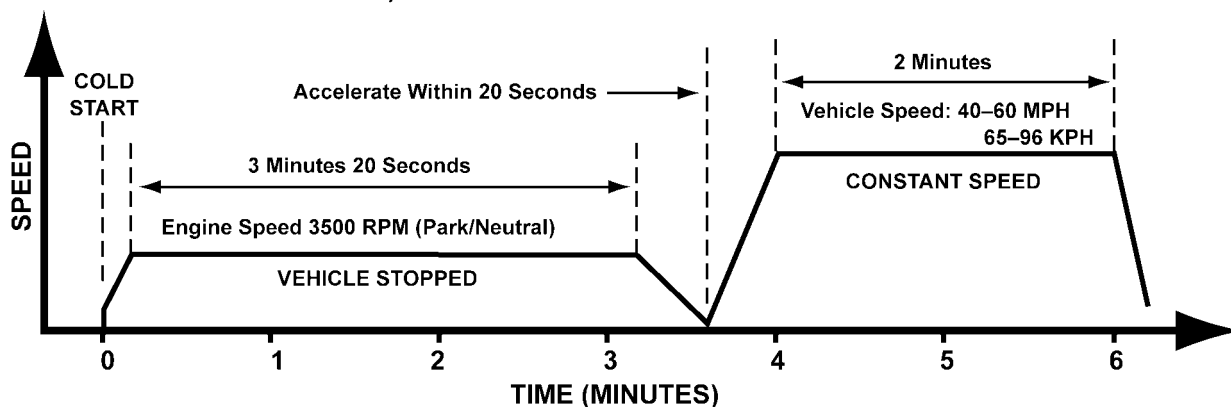 COLD
START
Accelerate Within 20 Seconds
2 Minutes
Vehicle Speed: 40–60 MPH
65–96 KPH
3 Minutes 20 Seconds
CONSTANT SPEED
Engine Speed 3500 RPM (Park/Neutral)
VEHICLE STOPPED
SPEED
0 1 2 3 4 5 6
TIME (MINUTES)